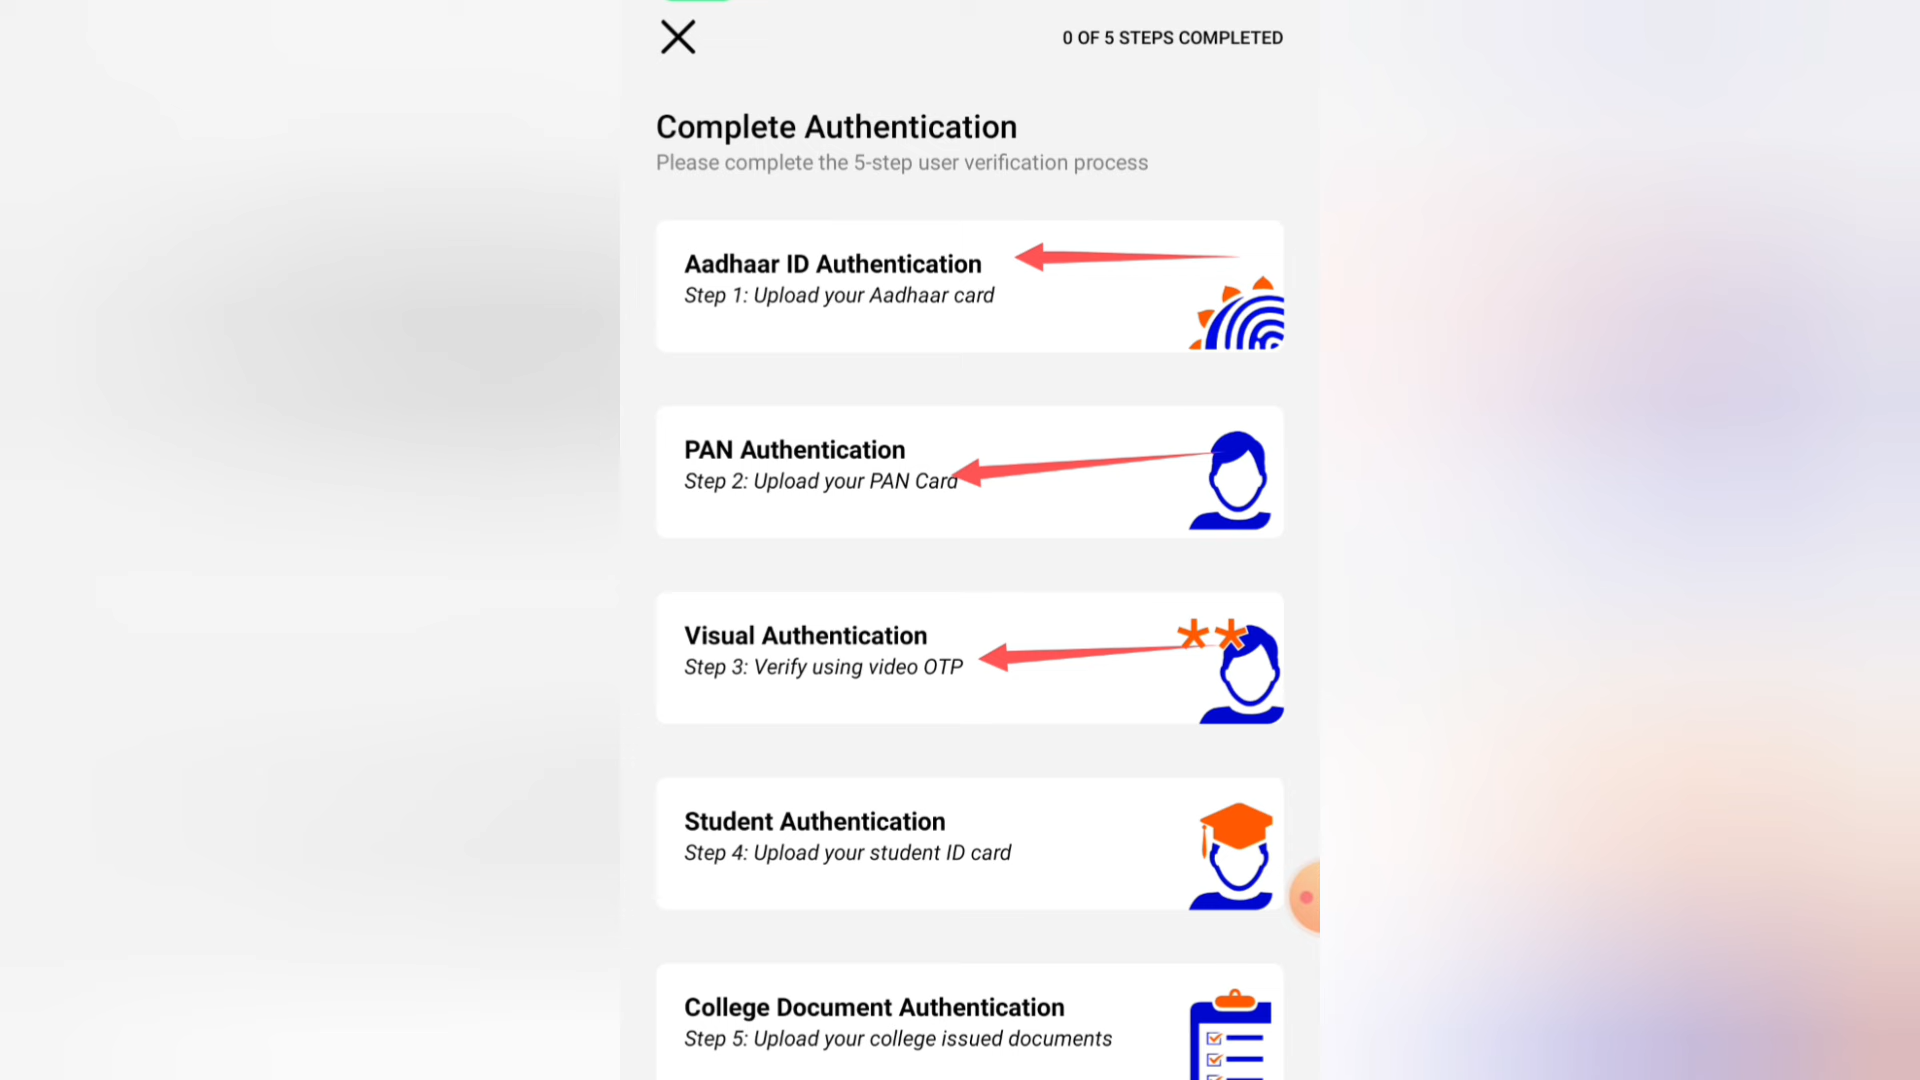 0 OF 5 STEPS COMPLETED
Complete Authentication
Please complete the 5-step user verification process
Aadhaar ID Authentication
Step 1: Upload your Aadhaar card
PAN Authentication
Step 2: Upload your PAN Card
Visual Authentication
Step 3: Verify using video OTP
Student Authentication
Step 4: Upload your student ID card
College Document Authentication
Step 5: Upload your college issued documents